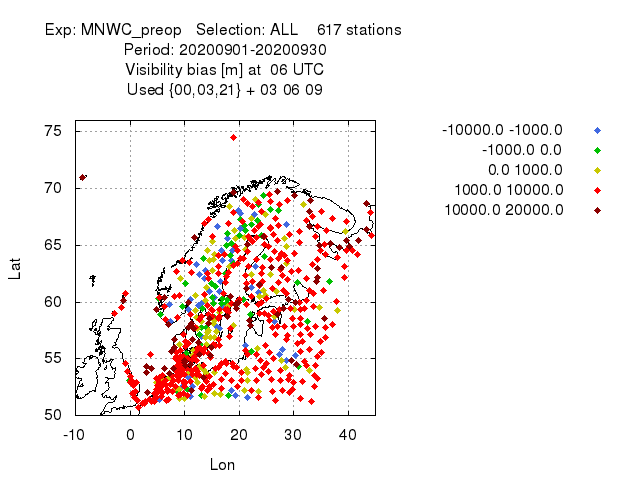 Exp: MNWC_preop   Selection: ALL    617 stations
Period: 20200901-20200930
Visibility bias [m] at  06 UTC
Used {00,03,21} + 03 06 09
-10000.0 -1000.0
-1000.0 0.0
0.0 1000.0
1000.0 10000.0
10000.0 20000.0
75
70
65
60
55
50
Lat
-10 0 10 20 30 40
Lon